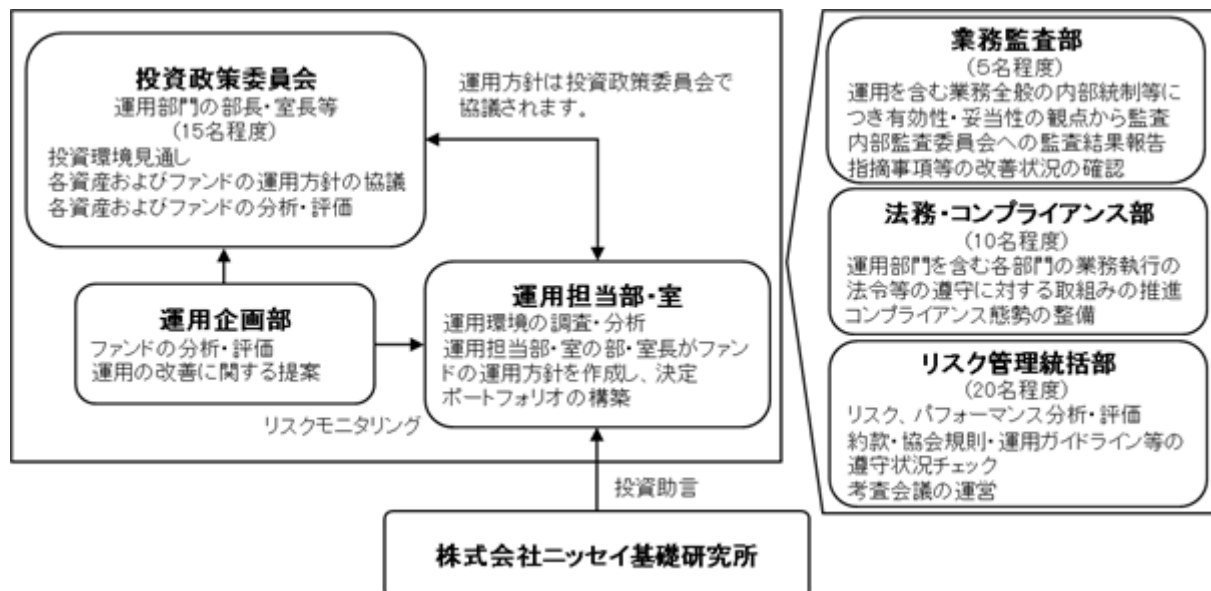 投資政策委員会
運用部門の部長・室長等
(15名程度)
投資環境見通し
各資産およびファンドの運用方針の協議
各資産およびファンドの分析・評価
運用方針は投資政策委員会で
協議されます。
運用企画部
ファンドの分析・評価
運用の改善に関する提案
リスクモニタリング
運用担当部・室
運用環境の調査・分析
運用担当部・室の部・室長がファン
ドの運用方針を作成し、決定
ポートフォリオの構築
投資助言
株式会社ニッセイ基礎研究所
業務監査部
(5名程度)
運用を含む業務全般の内部統制等に
つき有効性・妥当性の観点から監査
内部監査委員会への監査結果報告
指摘事項等の改善状況の確認
法務・コンプライアンス部
(10名程度)
運用部門を含む各部門の業務執行の
法令等の遵守に対する取組みの推進
コンプライアンス態勢の整備
リスク管理統括部
(20名程度)
リスク、パフォーマンス分析・評価
約款・協会規則・運用ガイドライン等の
遵守状況チェック
考査会議の運営